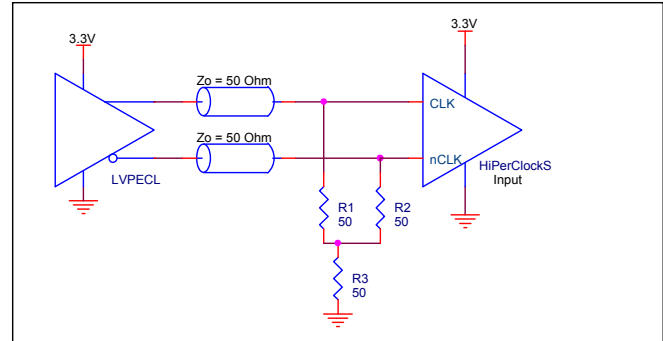 3.3V
3.3V
Zo = 50 Ohm
CLK
Zo = 50 Ohm
nCLK
LVPECL
HiPerClockS
Input
R1
50
R2
50
R3
50